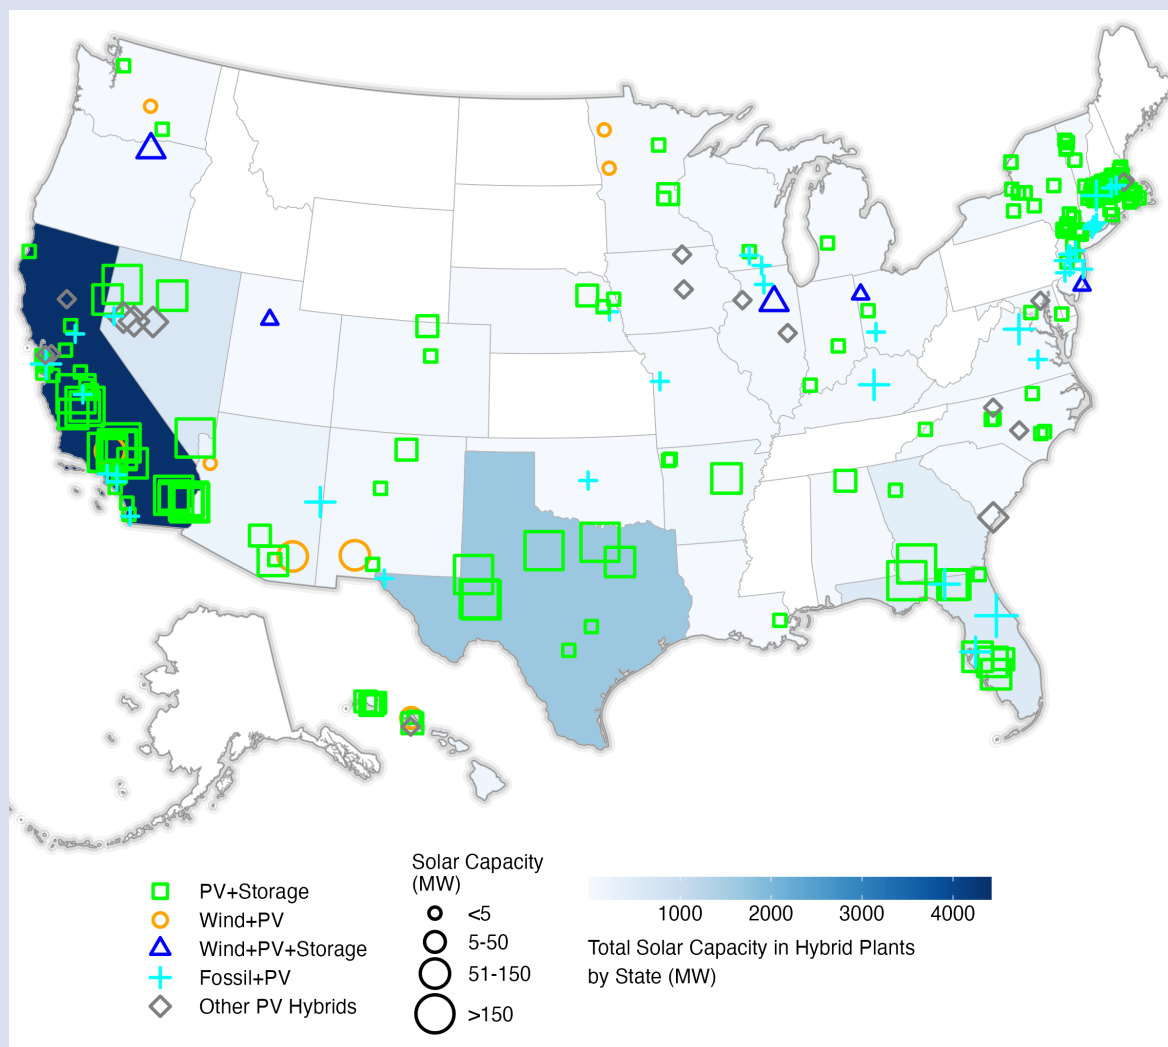 PV+Storage
Wind+PV
Wind+PV+Storage
Fossil+PV
Other PV Hybrids
Solar Capacity
(MW)
<5
5-50
51-150
>150
1000 2000 3000 4000
Total Solar Capacity in Hybrid Plants
by State (MW)